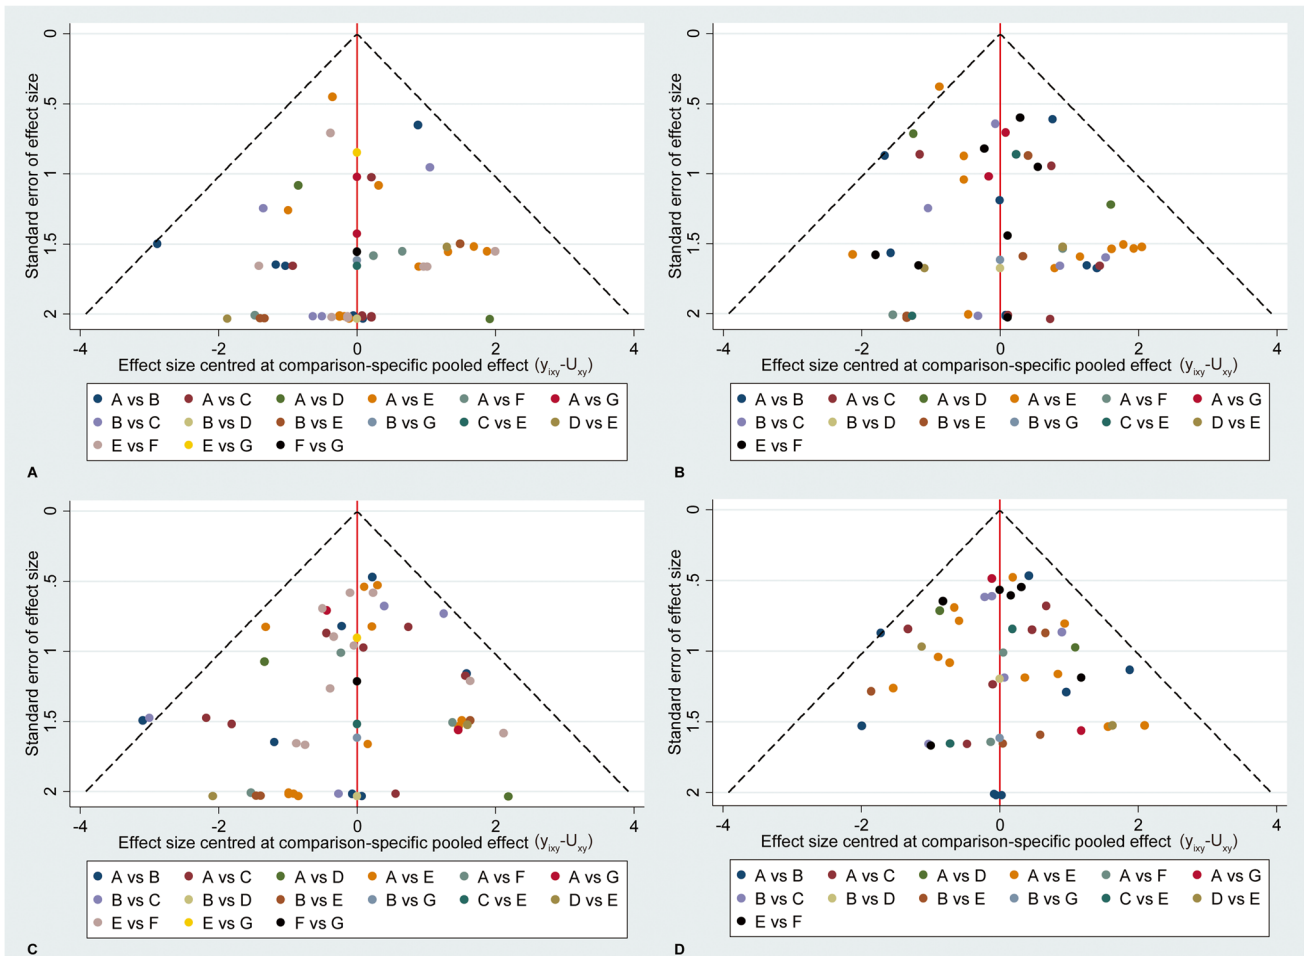 0
.5
1
1.5
2
Standard error of effect size
-4 -2 0 2 4
Effect size centred at comparison-specific pooled effect (yixy-Uxy)
A vs B A vs C A vs D A vs E A vs F A vs G
B vs C B vs D B vs E B vs G C vs E D vs E
E vs F E vs G F vs G
A
0
.5
1
1.5
2
Standard error of effect size
-4 -2 0 2 4
Effect size centred at comparison-specific pooled effect (yixy-Uxy)
A vs B A vs C A vs D A vs E A vs F A vs G
B vs C B vs D B vs E B vs G C vs E D vs E
E vs F
B
0
.5
1
1.5
2
Standard error of effect size
-4 -2 0 2 4
Effect size centred at comparison-specific pooled effect (yixy-Uxy)
A vs B A vs C A vs D A vs E A vs F A vs G
B vs C B vs D B vs E B vs G C vs E D vs E
E vs F E vs G F vs G
C
0
.5
1
1.5
2
Standard error of effect size
-4 -2 0 2 4
Effect size centred at comparison-specific pooled effect (yixy-Uxy)
A vs B A vs C A vs D A vs E A vs F A vs G
B vs C B vs D B vs E B vs G C vs E D vs E
E vs F
D